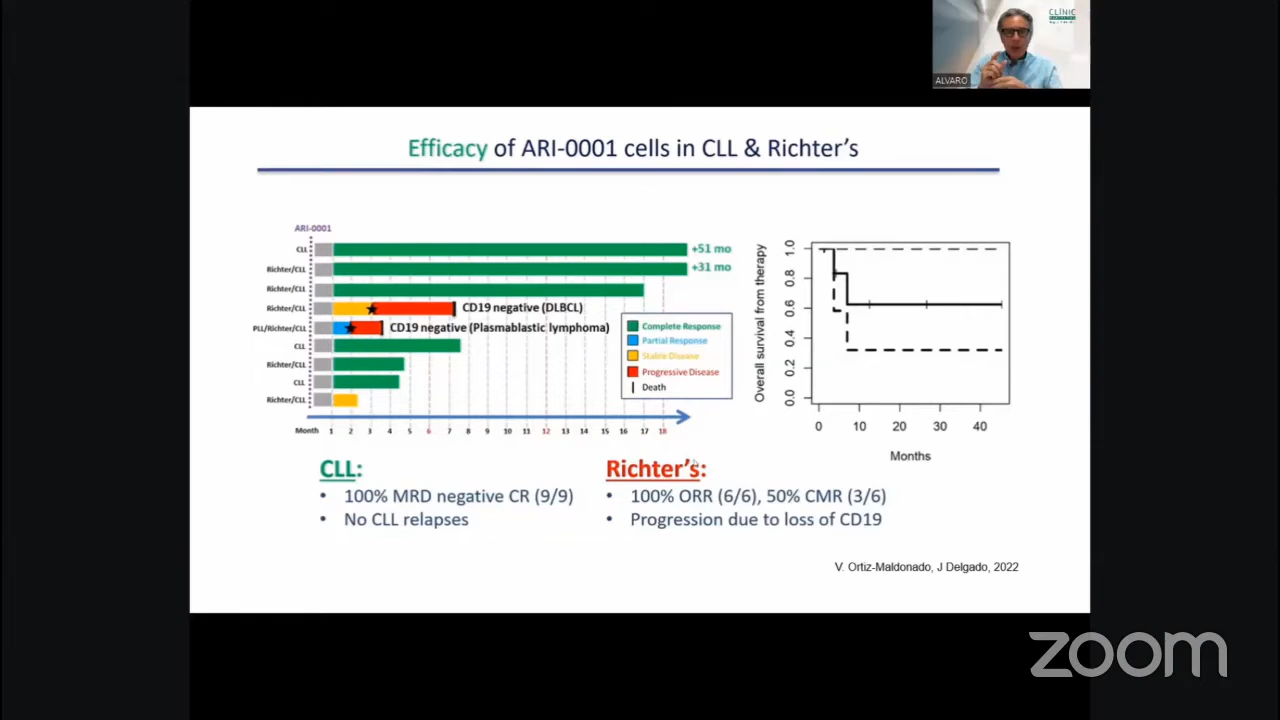 CLÍNIC
ALVARO
Efficacy of ARI-0001 cells in CLL & Richter's
ARI-0001
CLL
+51 mo
Richter/CLL
+31 mo
Richter/CLL
Richter/CLL
CD19 negative (DLBCL)
PLL/Richter/CLL
CD19 negative (Plasmablastic lymphoma)
CLL
Richter/CLL
CLL
Richter/CLL
Complete Response
Partial Response
Stable Disease
Progressive Disease
Death
Month 1 2 3 4 5 6 7 8 9 10 11 12 13 14 15 16 17 18
Overall survival from therapy
1.0
0.8
0.6
0.4
0.2
0.0
0 10 20 30 40
Months
CLL:
• 100% MRD negative CR (9/9)
• No CLL relapses
Richter's:
• 100% ORR (6/6), 50% CMR (3/6)
• Progression due to loss of CD19
V. Ortiz-Maldonado, J Delgado, 2022
zoom